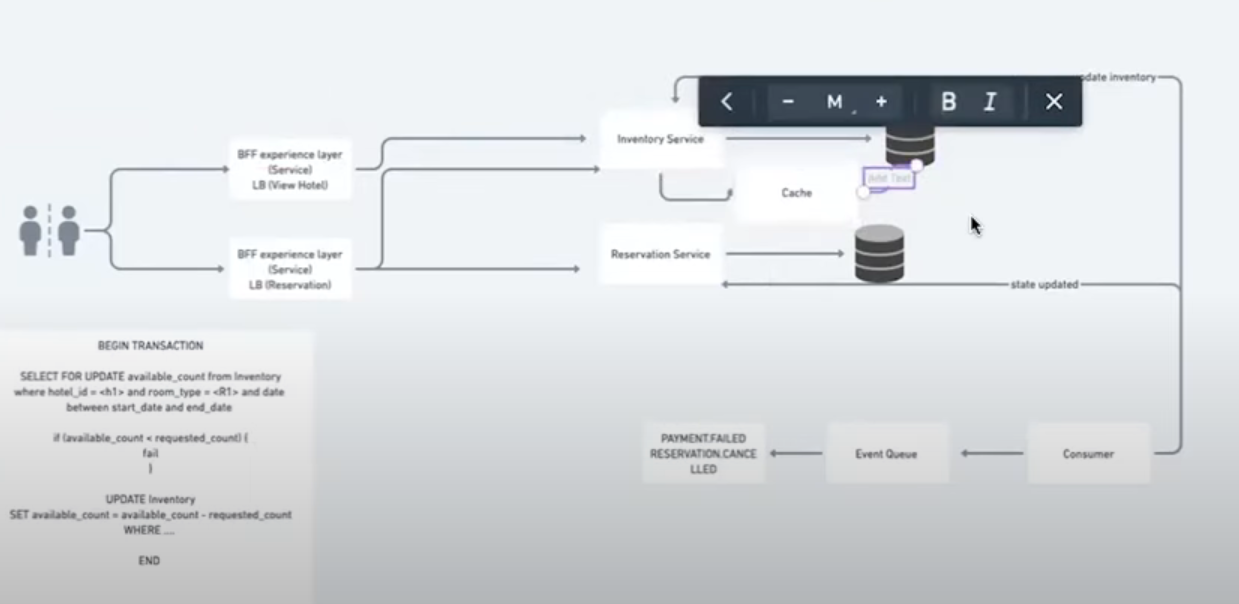 - M + B I
update inventory
Inventory Service
BFF experience layer
(Service)
LB (View Hotel)
Add Text
Cache
BFF experience layer
(Service)
LB (Reservation)
Reservation Service
state updated
BEGIN TRANSACTION
SELECT FOR UPDATE available_count from Inventory
where hotel_id = <h1> and room_type = <R1> and date
between start_date and end_date
if (available_count < requested_count) {
fail
}
UPDATE Inventory
SET available_count = available_count - requested_count
WHERE ....
END
PAYMENT.FAILED
RESERVATION.CANCE
LLED
Event Queue
Consumer